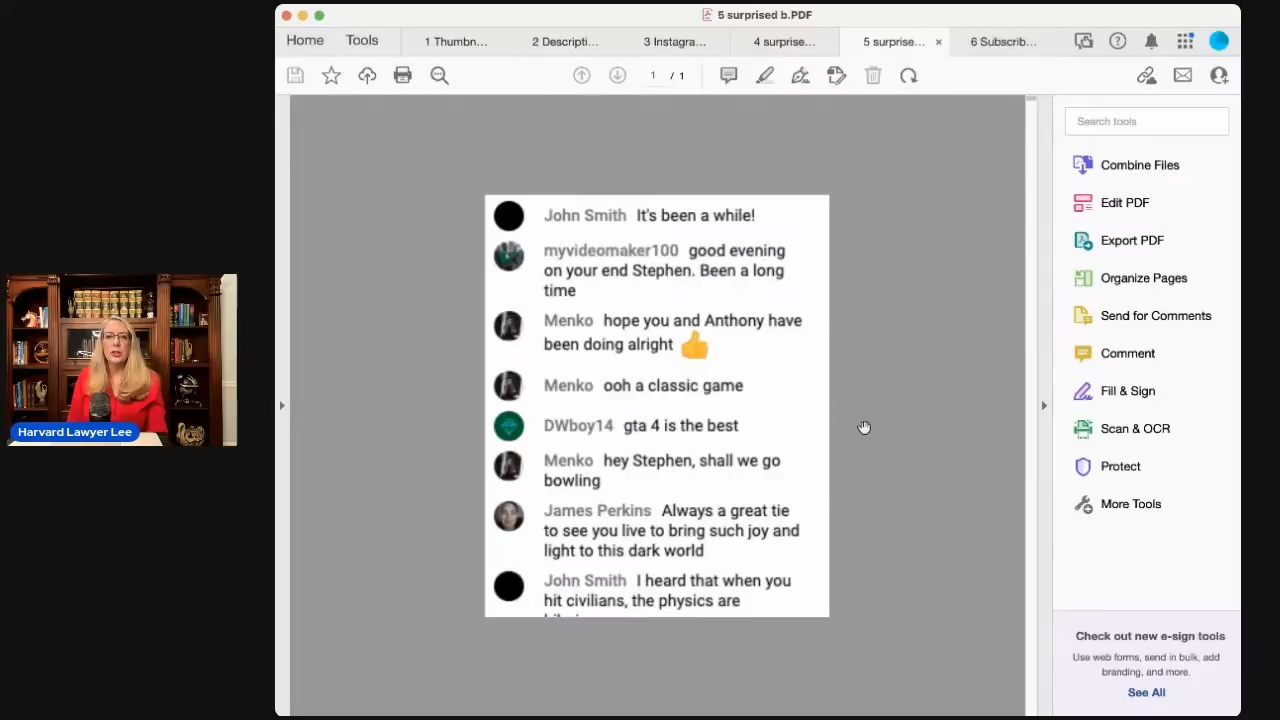 5 surprised b.PDF
Home
Tools
1 Thumbn...
2 Descripti...
3 Instagra...
4 surprise...
5 surprise...
6 Subscrib...
1 / 1
Search tools
Combine Files
Edit PDF
Export PDF
Organize Pages
Send for Comments
Comment
Fill & Sign
Scan & OCR
Protect
More Tools
Check out new e-sign tools
Use web forms, send in bulk, add
branding, and more.
See All
John Smith It's been a while!
myvideomaker100 good evening
on your end Stephen. Been a long
time
Menko hope you and Anthony have
been doing alright 👍
Menko ooh a classic game
DWboy14 gta 4 is the best
Menko hey Stephen, shall we go
bowling
James Perkins Always a great tie
to see you live to bring such joy and
light to this dark world
John Smith I heard that when you
hit civilians, the physics are
Harvard Lawyer Lee